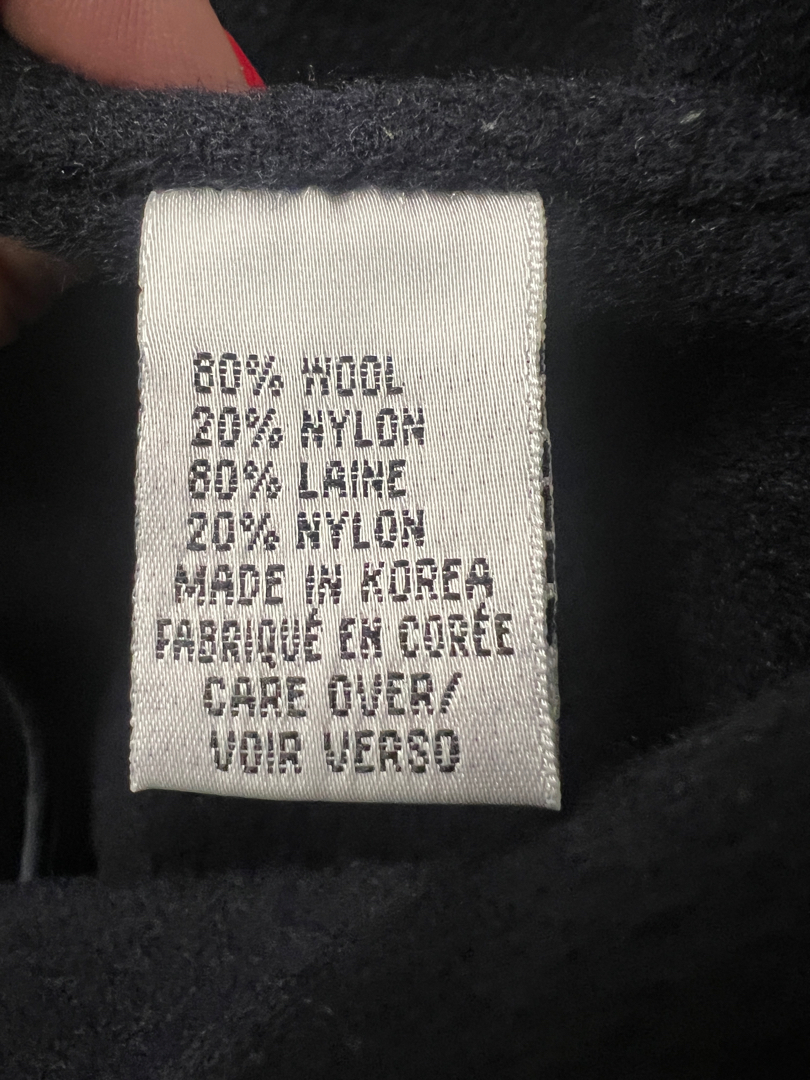 80% WOOL
20% NYLON
80% LAINE
20% NYLON
MADE IN KOREA
FABRIQUÉ EN CORÉE
CARE OVER/
VOIR VERSO